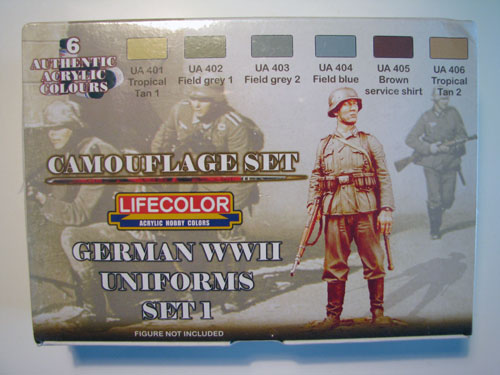 6
AUTHENTIC
ACRYLIC
COLOURS
UA 401
Tropical
Tan 1
UA 402
Field grey 1
UA 403
Field grey 2
UA 404
Field blue
UA 405
Brown
service shirt
UA 406
Tropical
Tan 2
CAMOUFLAGE SET
LIFECOLOR
ACRYLIC HOBBY COLORS
GERMAN WWII
UNIFORMS
SET 1
FIGURE NOT INCLUDED